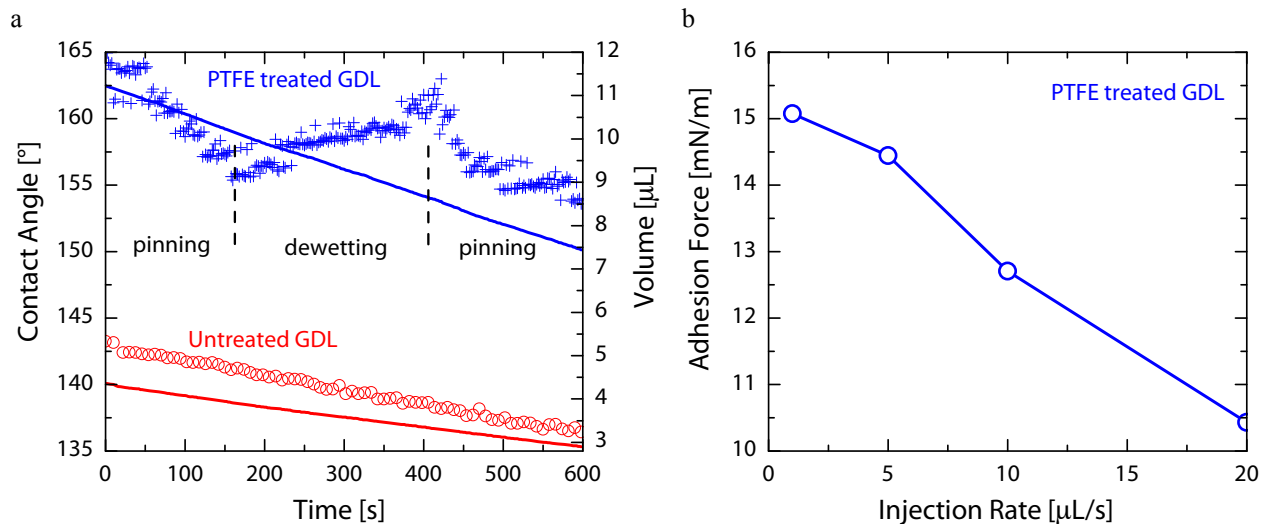 a
165
160
155
150
145
140
135
0
100
200
300
400
500
600
12
11
10
9
8
7
6
5
4
3
Contact Angle [°]
Volume [μL]
Time [s]
PTFE treated GDL
pinning
dewetting
pinning
Untreated GDL
b
16
15
14
13
12
11
10
0
5
10
15
20
Adhesion Force [mN/m]
Injection Rate [μL/s]
PTFE treated GDL